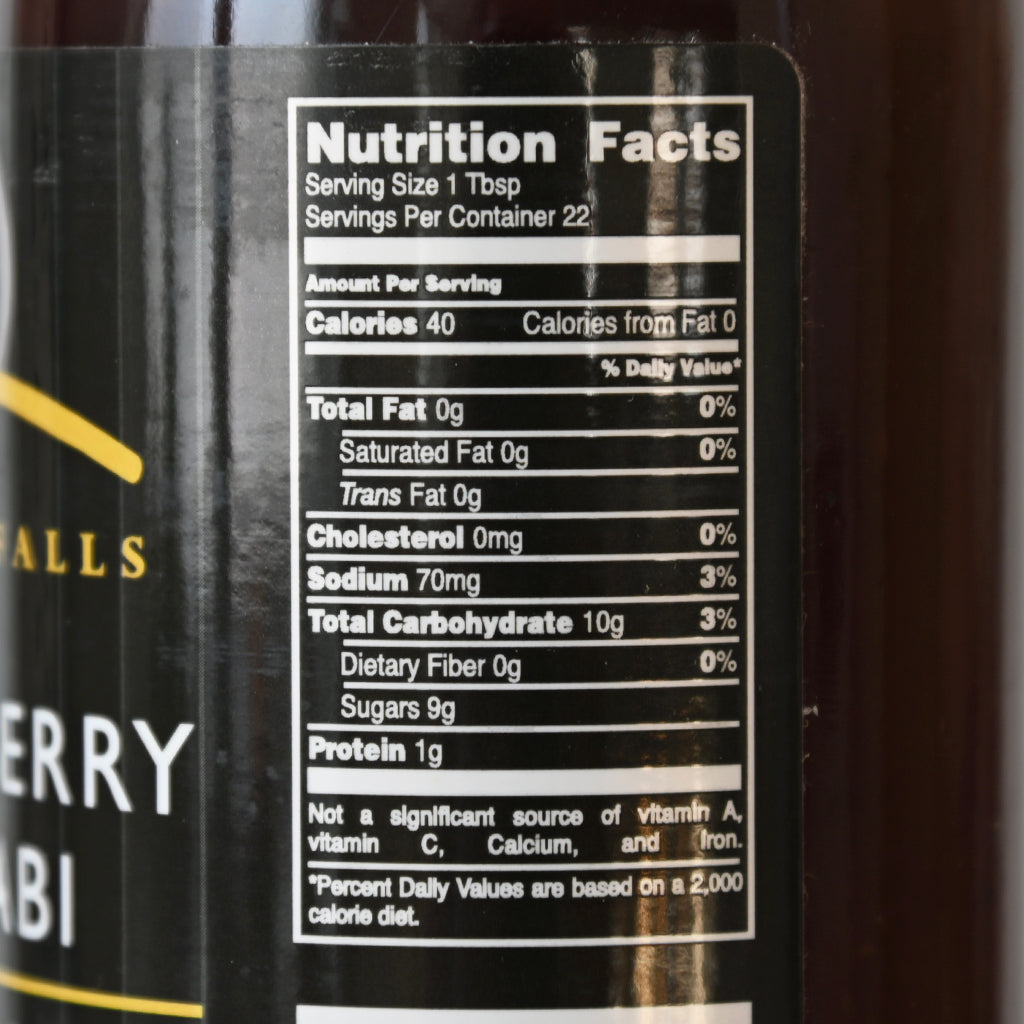 Nutrition Facts
Serving Size 1 Tbsp
Servings Per Container 22
Amount Per Serving
Calories 40 Calories from Fat 0
% Daily Value*
Total Fat 0g 0%
Saturated Fat 0g 0%
Trans Fat 0g
Cholesterol 0mg 0%
Sodium 70mg 3%
Total Carbohydrate 10g 3%
Dietary Fiber 0g 0%
Sugars 9g
Protein 1g
Not a significant source of vitamin A,
vitamin C, Calcium, and Iron.
*Percent Daily Values are based on a 2,000
calorie diet.
FALLS
ERRY
ABI